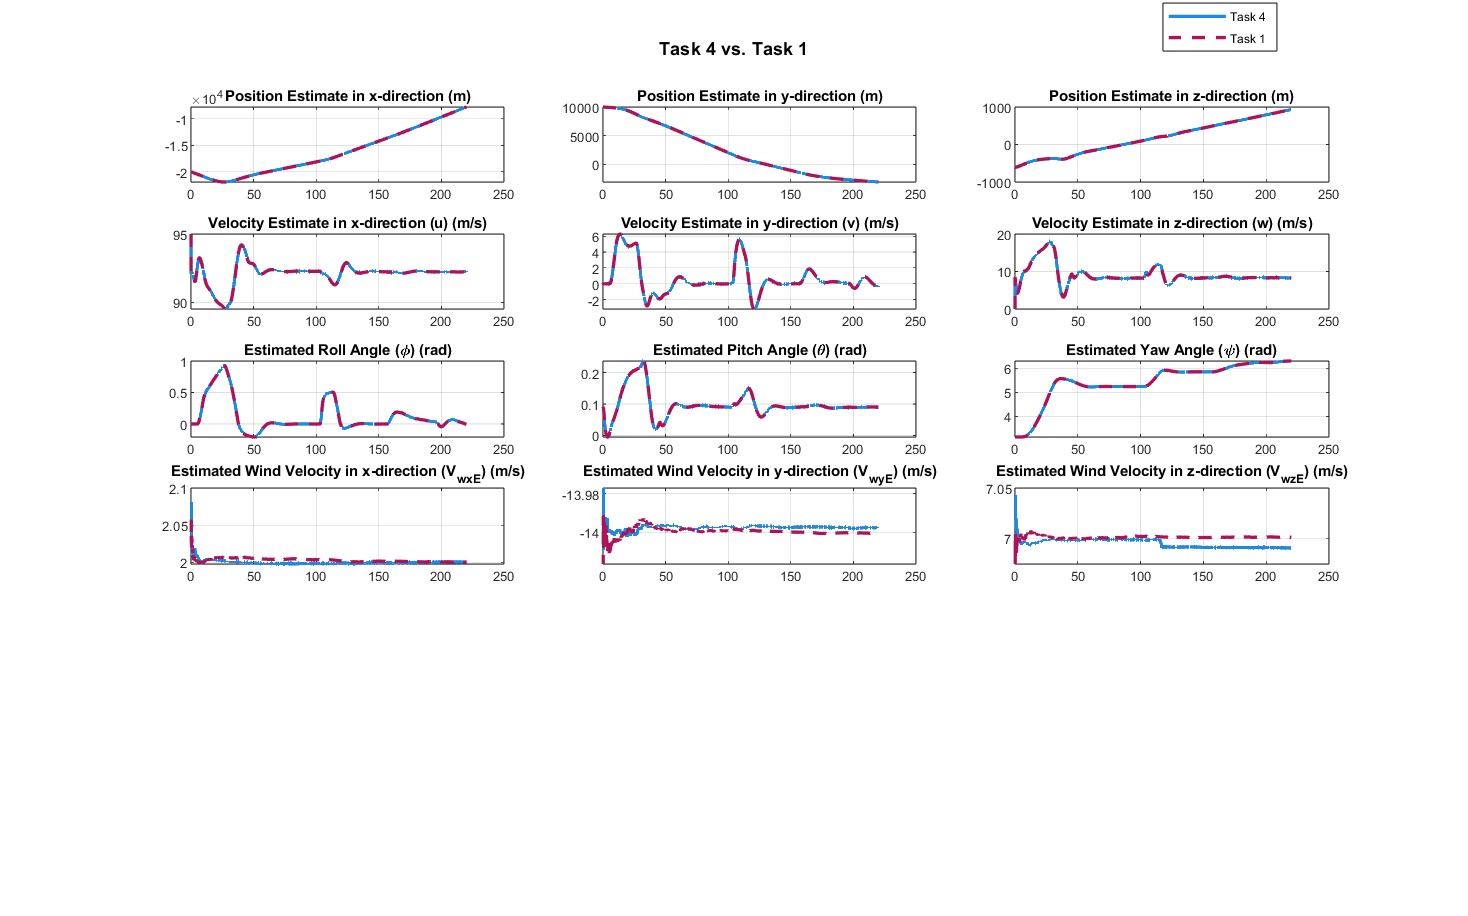 Task 4
Task 1
Task 4 vs. Task 1
×10⁴ Position Estimate in x-direction (m)
-1
-1.5
-2
0 50 100 150 200 250
Position Estimate in y-direction (m)
10000
5000
0
0 50 100 150 200 250
Position Estimate in z-direction (m)
1000
0
-1000
0 50 100 150 200 250
Velocity Estimate in x-direction (u) (m/s)
95
90
0 50 100 150 200 250
Velocity Estimate in y-direction (v) (m/s)
6
4
2
0
-2
0 50 100 150 200 250
Velocity Estimate in z-direction (w) (m/s)
20
10
0
0 50 100 150 200 250
Estimated Roll Angle (ϕ) (rad)
1
0.5
0
0 50 100 150 200 250
Estimated Pitch Angle (θ) (rad)
0.2
0.1
0
0 50 100 150 200 250
Estimated Yaw Angle (ψ) (rad)
6
5
4
0 50 100 150 200 250
Estimated Wind Velocity in x-direction (V_wxE) (m/s)
2.1
2.05
2
0 50 100 150 200 250
Estimated Wind Velocity in y-direction (V_wyE) (m/s)
-13.98
-14
0 50 100 150 200 250
Estimated Wind Velocity in z-direction (V_wzE) (m/s)
7.05
7
0 50 100 150 200 250